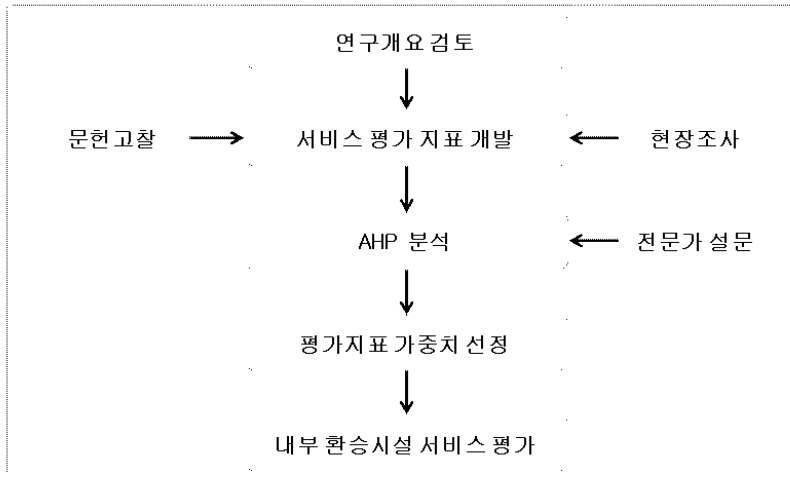 연구개요 검토
문헌고찰 서비스 평가 지표 개발 현장조사
AHP 분석 전문가 설문
평가지표 가중치 선정
내부 환승시설 서비스 평가